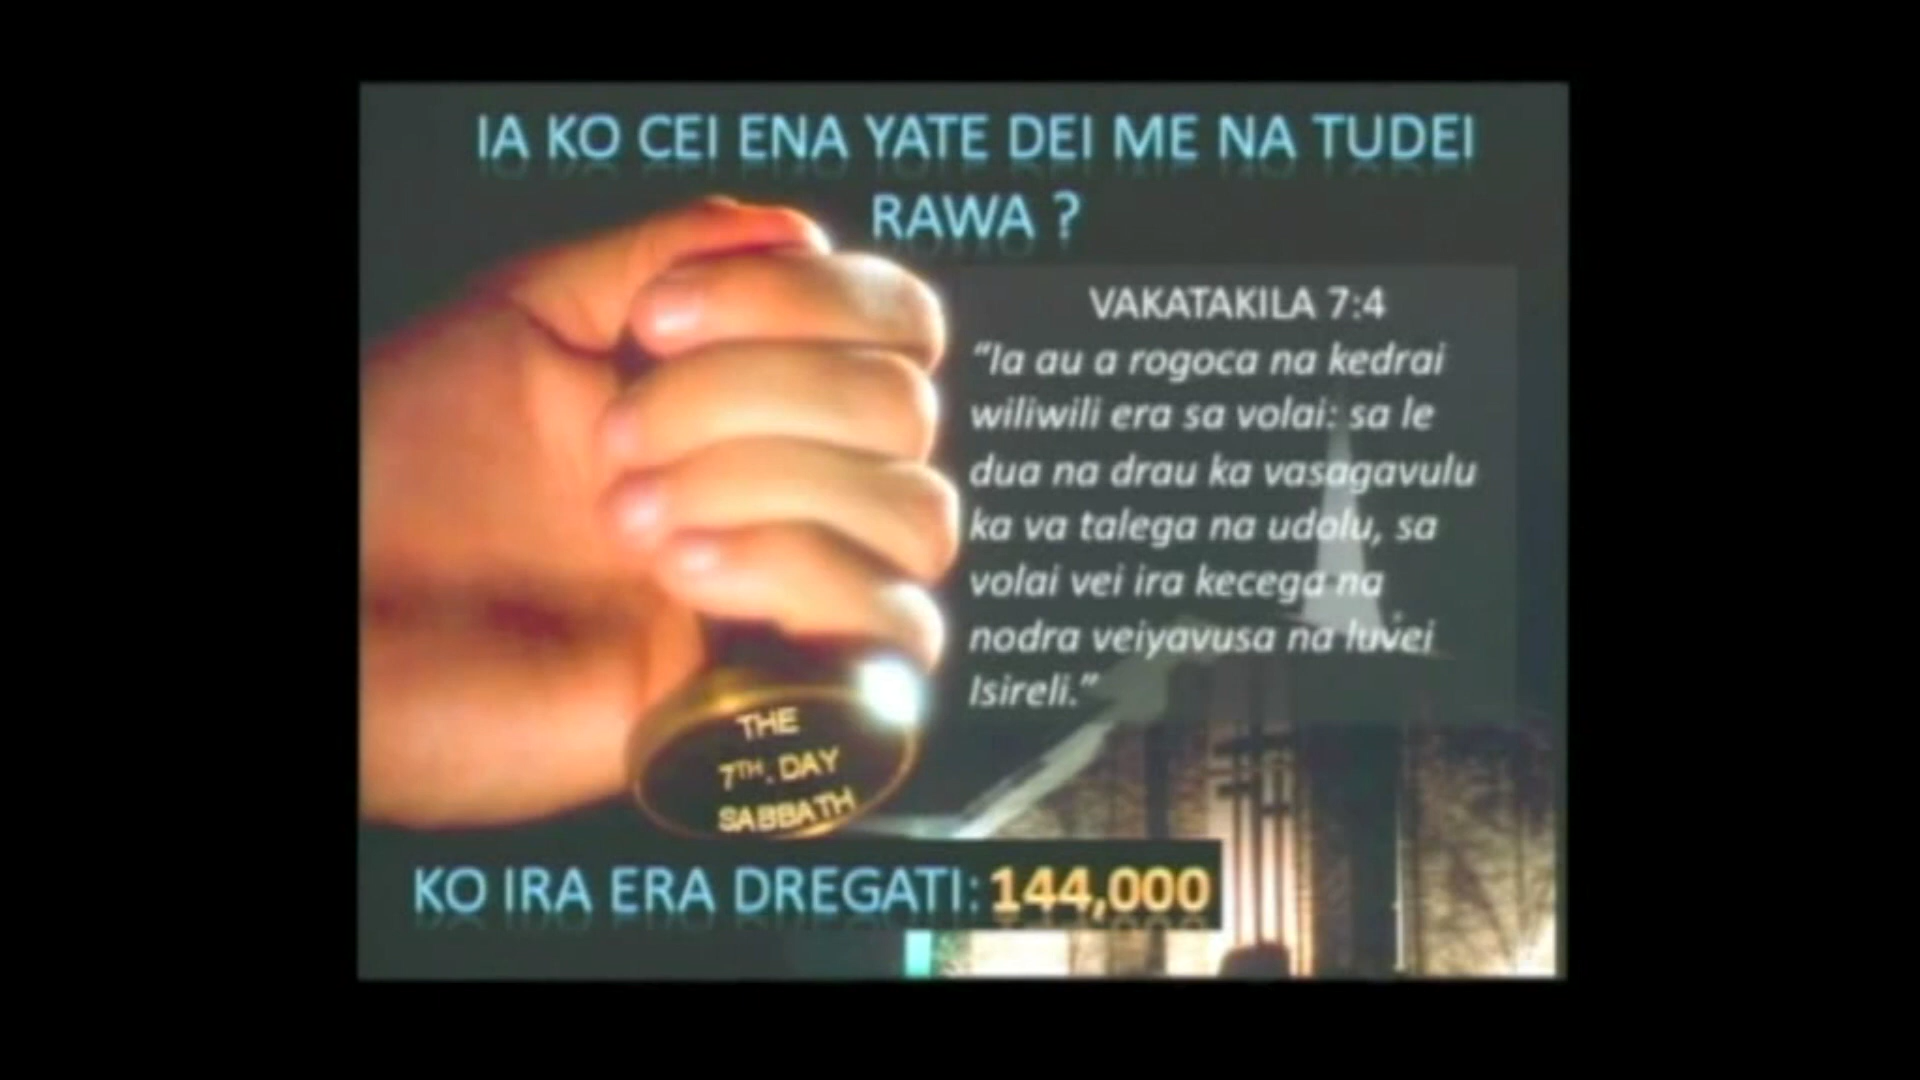 IA KO CEI ENA YATE DEI ME NA TUDEI
RAWA ?
VAKATAKILA 7:4
“Ia au a rogoca na kedrai
wiliwili era sa volai: sa le
dua na drau ka vasagavulu
ka va talega na udolu, sa
volai vei ira kecega na
nodra veiyavusa na luvei
Isireli.”
THE
7TH. DAY
SABBATH
KO IRA ERA DREGATI: 144,000